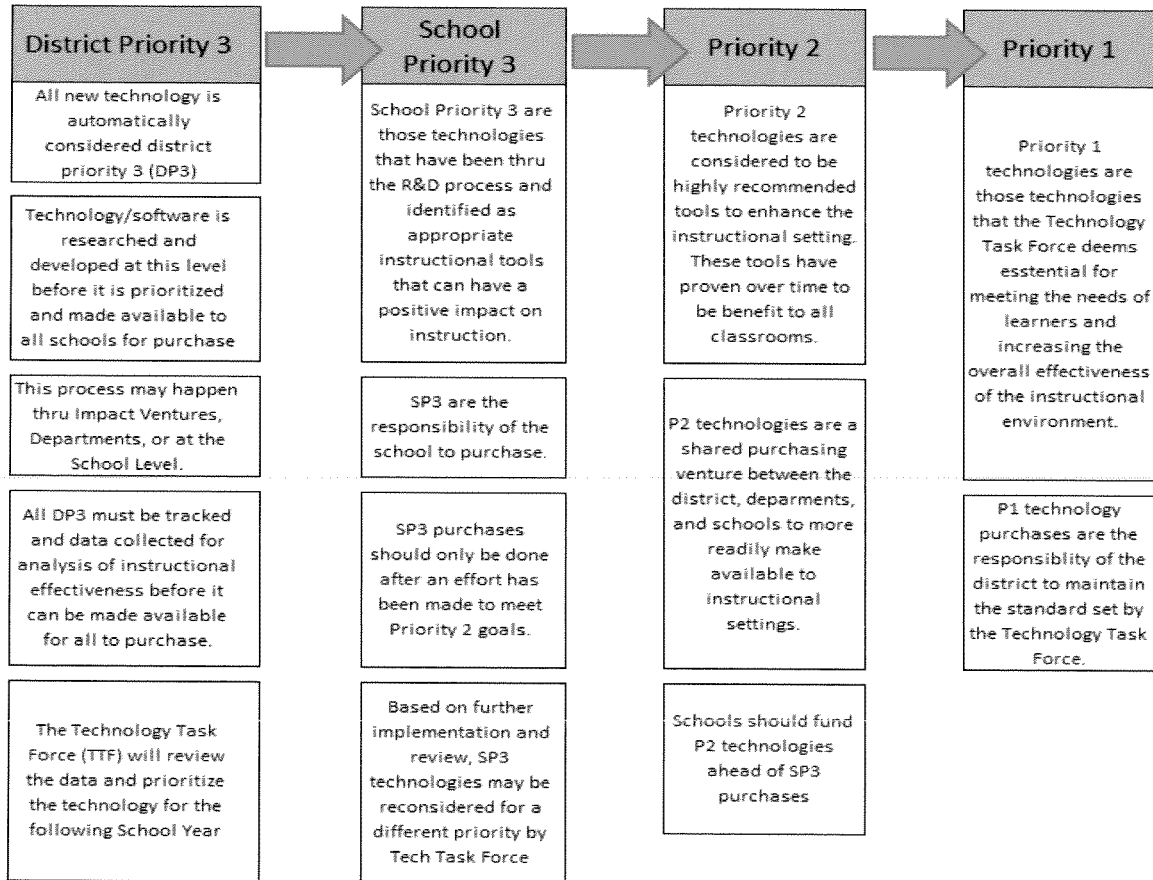 District Priority 3
All new technology is
automatically
considered district
priority 3 (DP3)
Technology/software is
researched and
developed at this level
before it is prioritized
and made available to
all schools for purchase
This process may happen
thru Impact Ventures,
Departments, or at the
School Level.
All DP3 must be tracked
and data collected for
analysis of instructional
effectiveness before it
can be made available
for all to purchase.
The Technology Task
Force (TTF) will review
the data and prioritize
the technology for the
following School Year
School
Priority 3
School Priority 3 are
those technologies
that have been thru
the R&D process and
identified as
appropriate
instructional tools
that can have a
positive impact on
instruction.
SP3 are the
responsibility of the
school to purchase.
SP3 purchases
should only be done
after an effort has
been made to meet
Priority 2 goals.
Based on further
implementation and
review, SP3
technologies may be
reconsidered for a
different priority by
Tech Task Force
Priority 2
Priority 2
technologies are
considered to be
highly recommended
tools to enhance the
instructional setting.
These tools have
proven over time to
be benefit to all
classrooms.
P2 technologies are a
shared purchasing
venture between the
district, deparments,
and schools to more
readily make
available to
instructional
settings.
Schools should fund
P2 technologies
ahead of SP3
purchases
Priority 1
Priority 1
technologies are
those technologies
that the Technology
Task Force deems
esstential for
meeting the needs of
learners and
increasing the
overall effectiveness
of the instructional
environment.
P1 technology
purchases are the
responsiblity of the
district to maintain
the standard set by
the Technology Task
Force.